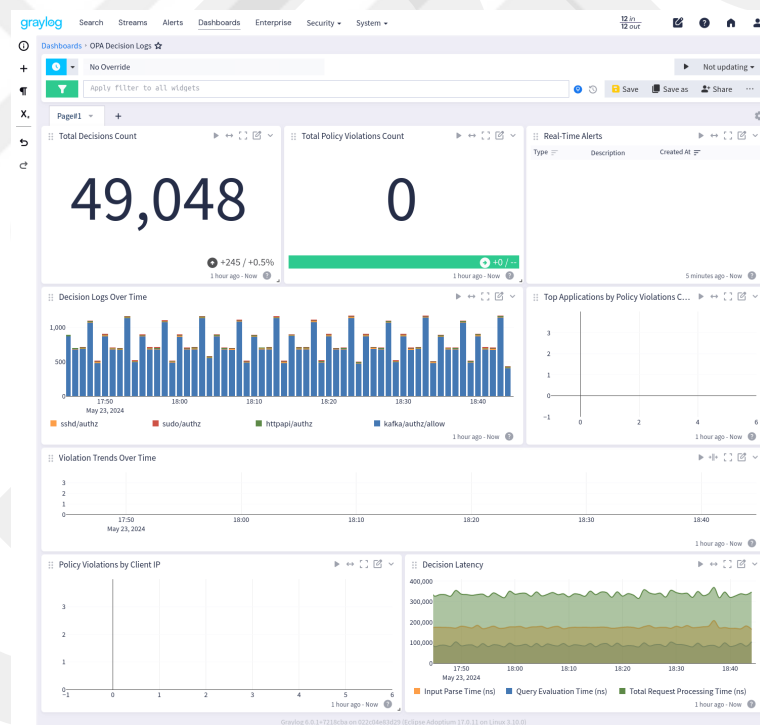 graylog Search Streams Alerts Dashboards Enterprise Security System
12 in
12 out
Dashboards › OPA Decision Logs
No Override
Not updating
Apply filter to all widgets
Save Save as Share
Page#1 +
Total Decisions Count
49,048
+245 / +0.5%
1 hour ago - Now
Total Policy Violations Count
0
+0 / --
1 hour ago - Now
Real-Time Alerts
Type Description Created At
5 minutes ago - Now
Decision Logs Over Time
1,000
500
0
17:50 18:00 18:10 18:20 18:30 18:40
May 23, 2024
sshd/authz sudo/authz httpapi/authz kafka/authz/allow
1 hour ago - Now
Top Applications by Policy Violations C...
3
2
1
0
−1
0 2 4 6
1 hour ago - Now
Violation Trends Over Time
3
2
1
0
17:50 18:00 18:10 18:20 18:30 18:40
May 23, 2024
1 hour ago - Now
Policy Violations by Client IP
3
2
1
0
−1 0 1 2 3 4 5 6
1 hour ago - Now
Decision Latency
400,000
300,000
200,000
100,000
0
17:50 18:00 18:10 18:20 18:30 18:40
May 23, 2024
Input Parse Time (ns) Query Evaluation Time (ns) Total Request Processing Time (ns)
1 hour ago - Now